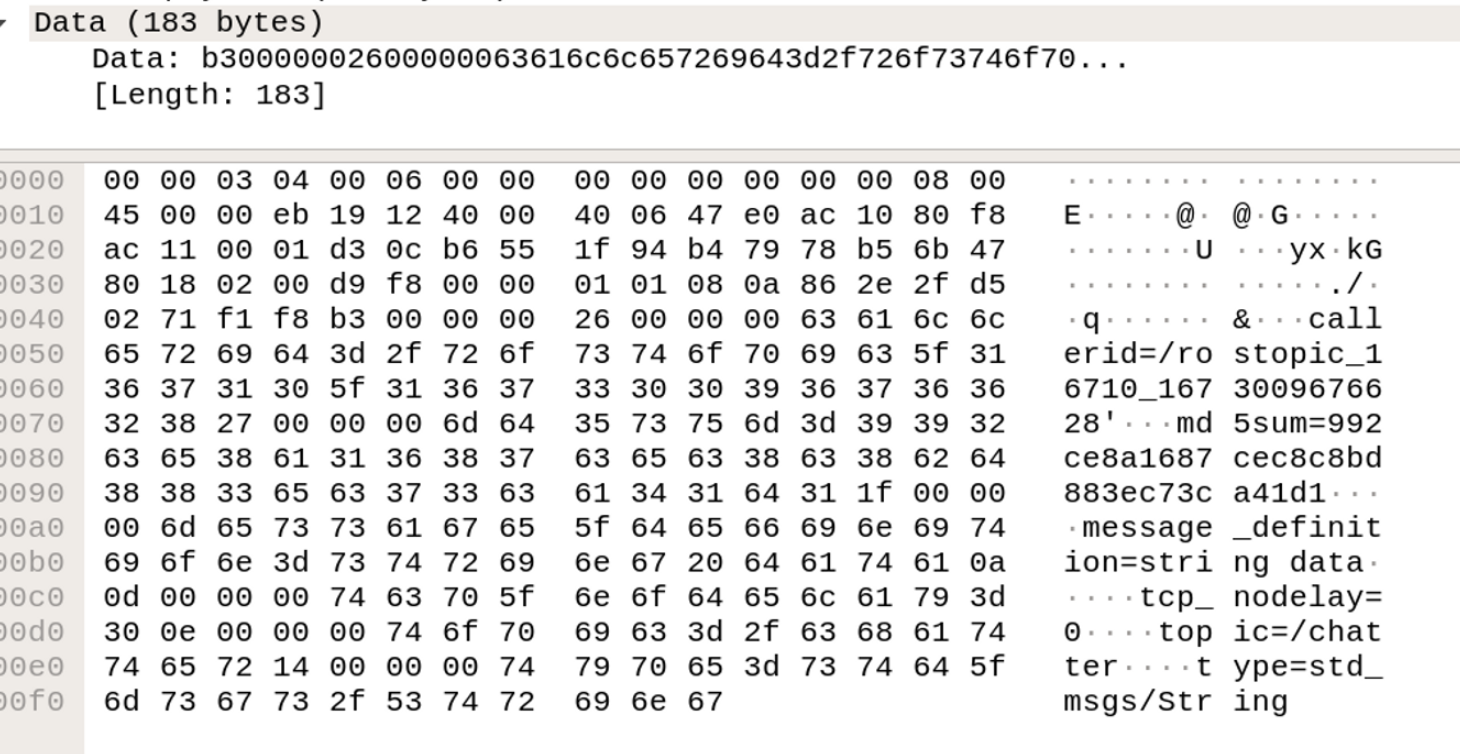 Data (183 bytes)
Data: b30000002600000063616c6c657269643d2f726f73746f70...
[Length: 183]
0000 00 00 03 04 00 06 00 00 00 00 00 00 00 00 08 00 ········ ········
0010 45 00 00 eb 19 12 40 00 40 06 47 e0 ac 10 80 f8 E·····@· @·G·····
0020 ac 11 00 01 d3 0c b6 55 1f 94 b4 79 78 b5 6b 47 ·······U ···yx·kG
0030 80 18 02 00 d9 f8 00 00 01 01 08 0a 86 2e 2f d5 ········ ·····./·
0040 02 71 f1 f8 b3 00 00 00 26 00 00 00 63 61 6c 6c ·q······ &···call
0050 65 72 69 64 3d 2f 72 6f 73 74 6f 70 69 63 5f 31 erid=/ro stopic_1
0060 36 37 31 30 5f 31 36 37 33 30 30 39 36 37 36 36 6710_167 30096766
0070 32 38 27 00 00 00 6d 64 35 73 75 6d 3d 39 39 32 28'···md 5sum=992
0080 63 65 38 61 31 36 38 37 63 65 63 38 63 38 62 64 ce8a1687 cec8c8bd
0090 38 38 33 65 63 37 33 63 61 34 31 64 31 1f 00 00 883ec73c a41d1···
00a0 00 6d 65 73 73 61 67 65 5f 64 65 66 69 6e 69 74 ·message _definit
00b0 69 6f 6e 3d 73 74 72 69 6e 67 20 64 61 74 61 0a ion=stri ng data·
00c0 0d 00 00 00 74 63 70 5f 6e 6f 64 65 6c 61 79 3d ····tcp_ nodelay=
00d0 30 0e 00 00 00 74 6f 70 69 63 3d 2f 63 68 61 74 0····top ic=/chat
00e0 74 65 72 14 00 00 00 74 79 70 65 3d 73 74 64 5f ter····t ype=std_
00f0 6d 73 67 73 2f 53 74 72 69 6e 67 msgs/Str ing